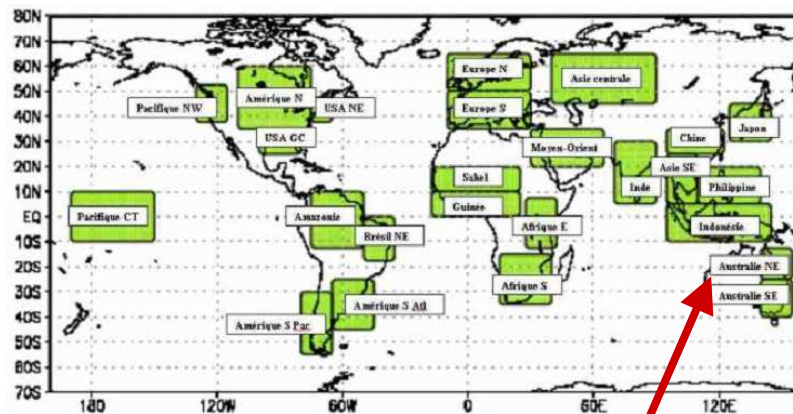 80N
70N
60N
50N
40N
30N
20N
10N
EQ
10S
20S
30S
40S
50S
60S
70S
Europe N
Asie centrale
Amérique N
Pacifique NW
USA NE
Europe S
USA GC
Moyen-Orient
Chine
Japon
Asie SE
Sahel
Inde
Philippine
Guinée
Pacifique CT
Amazonie
Brésil NE
Afrique E
Indonésie
Australie NE
Afrique S
Australie SE
Amérique S Atl
Amérique S Pac
180
120W
60W
0
60E
120E